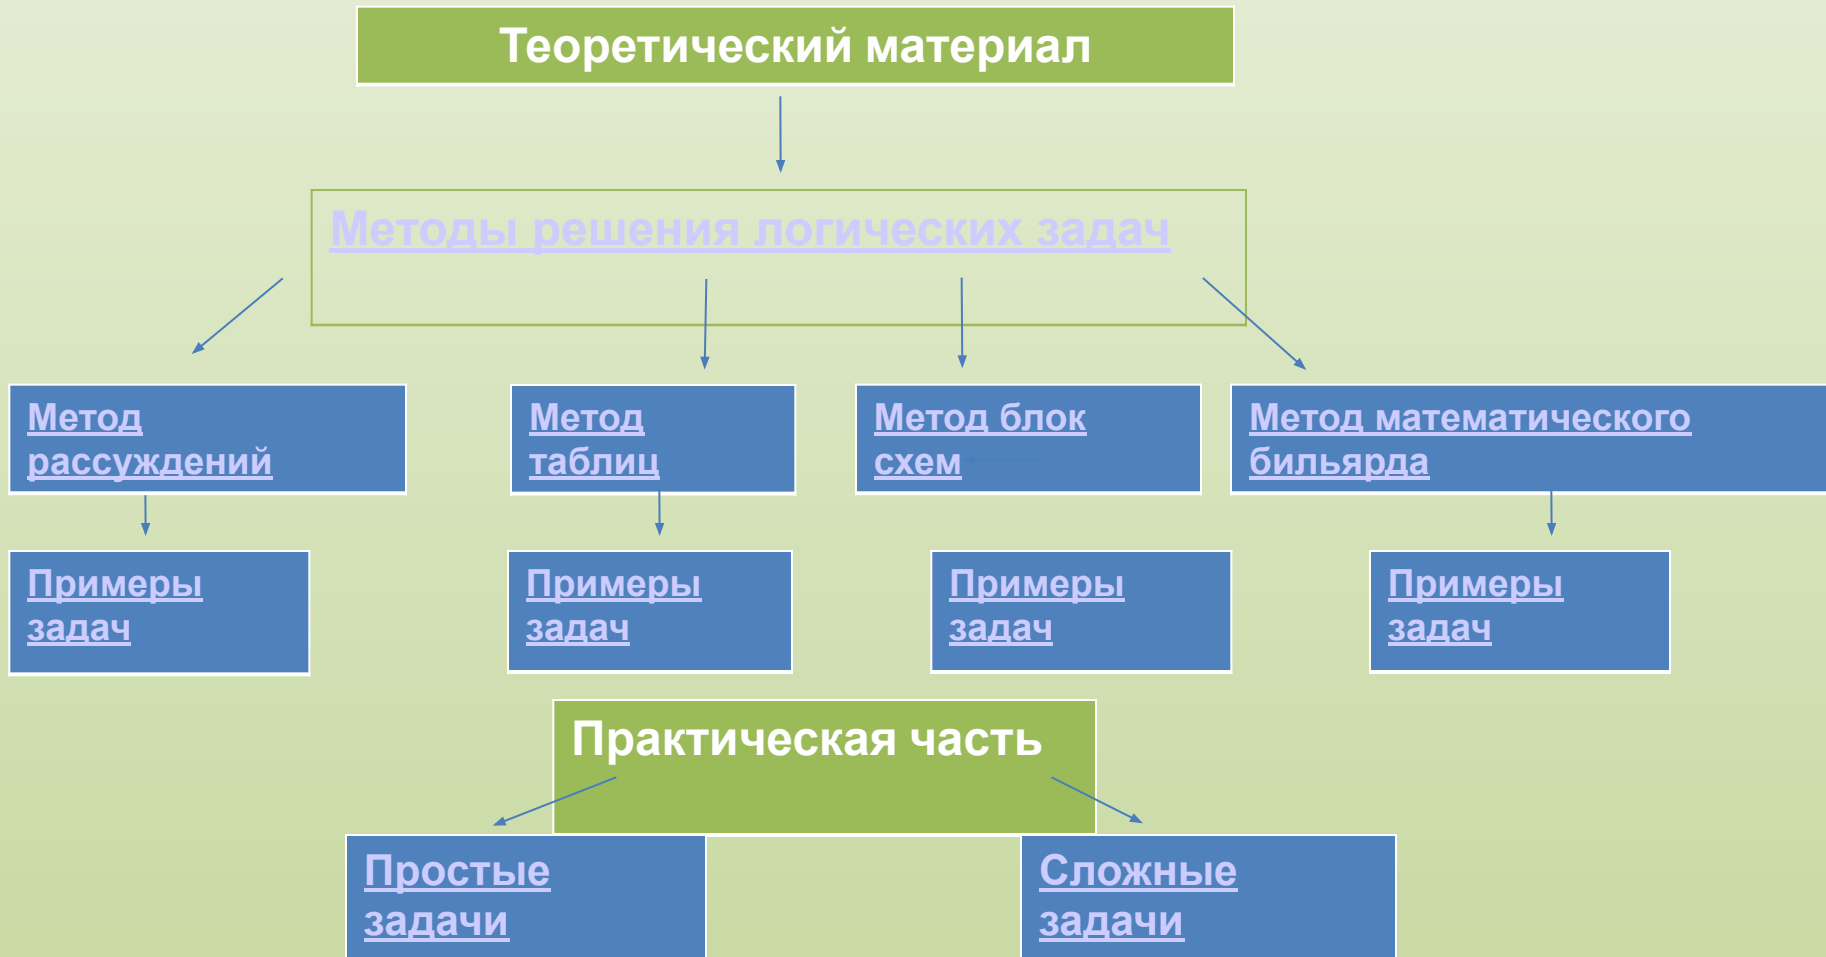 Теоретический материал
Методы решения логических задач
Метод
рассуждений
Метод
таблиц
Метод блок
схем
Метод математического
бильярда
Примеры
задач
Примеры
задач
Примеры
задач
Примеры
задач
Практическая часть
Простые
задачи
Сложные
задачи